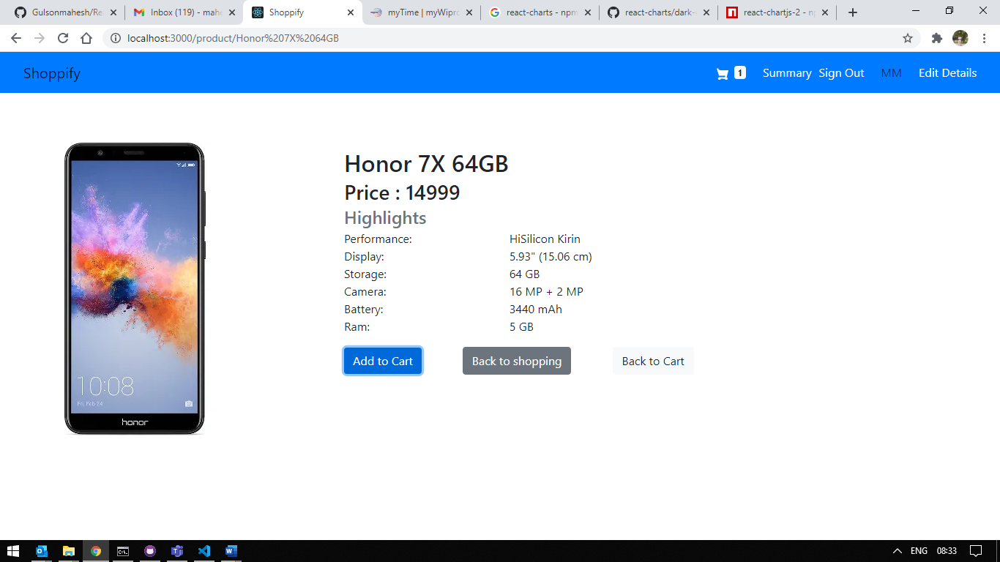 Gulsonmahesh/Re
Inbox (119) - mahe
Shoppify
myTime | myWipro
react-charts - npm
react-charts/dark-
react-chartjs-2 - np
localhost:3000/product/Honor%207X%2064GB
Shoppify
1
Summary
Sign Out
MM
Edit Details
Honor 7X 64GB
Price : 14999
Highlights
Performance: HiSilicon Kirin
Display: 5.93" (15.06 cm)
Storage: 64 GB
Camera: 16 MP + 2 MP
Battery: 3440 mAh
Ram: 5 GB
Add to Cart
Back to shopping
Back to Cart
10:08
Fri, Feb 24
honor
ENG
08:33